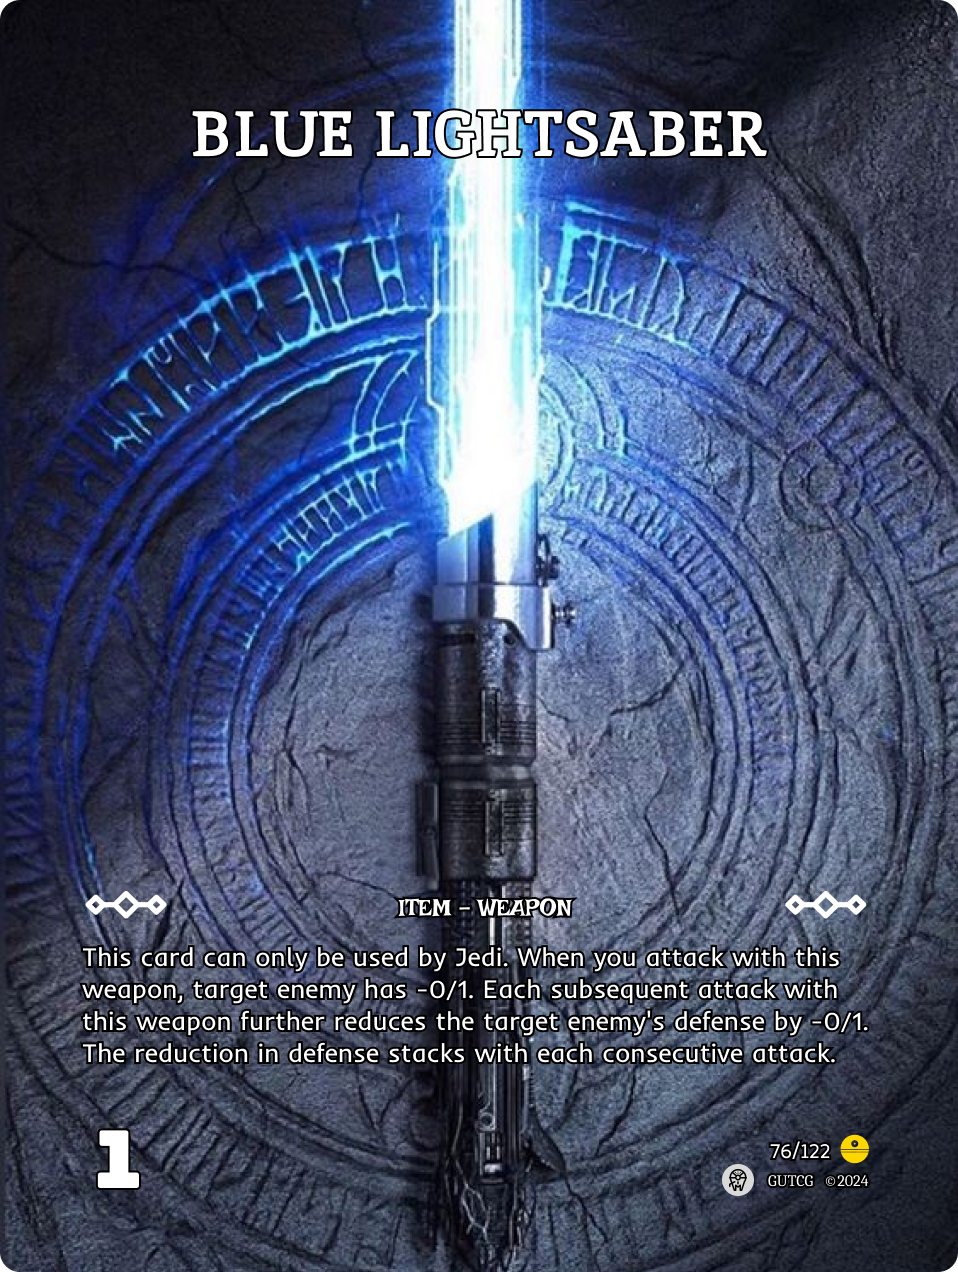 BLUE LIGHTSABER
ITEM – WEAPON
This card can only be used by Jedi. When you attack with this
weapon, target enemy has -0/1. Each subsequent attack with
this weapon further reduces the target enemy's defense by -0/1.
The reduction in defense stacks with each consecutive attack.
1
76/122
GUTCG ©2024